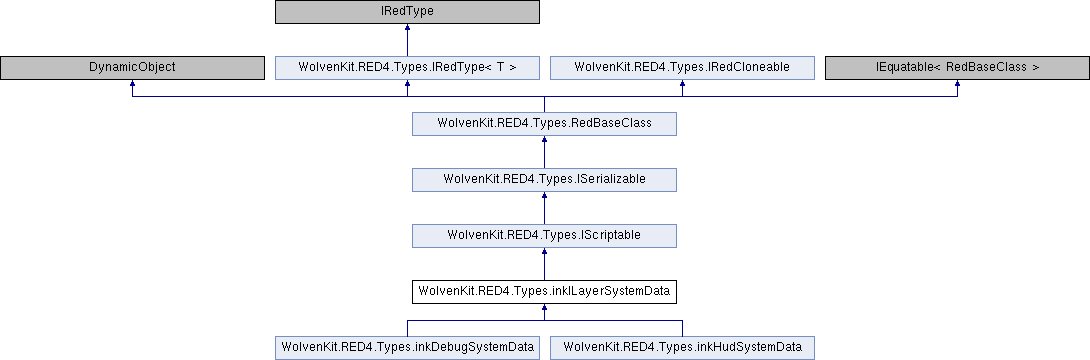 IRedType
DynamicObject
WolvenKit.RED4.Types.IRedType< T >
WolvenKit.RED4.Types.IRedCloneable
IEquatable< RedBaseClass >
WolvenKit.RED4.Types.RedBaseClass
WolvenKit.RED4.Types.ISerializable
WolvenKit.RED4.Types.IScriptable
WolvenKit.RED4.Types.inkILayerSystemData
WolvenKit.RED4.Types.inkDebugSystemData
WolvenKit.RED4.Types.inkHudSystemData